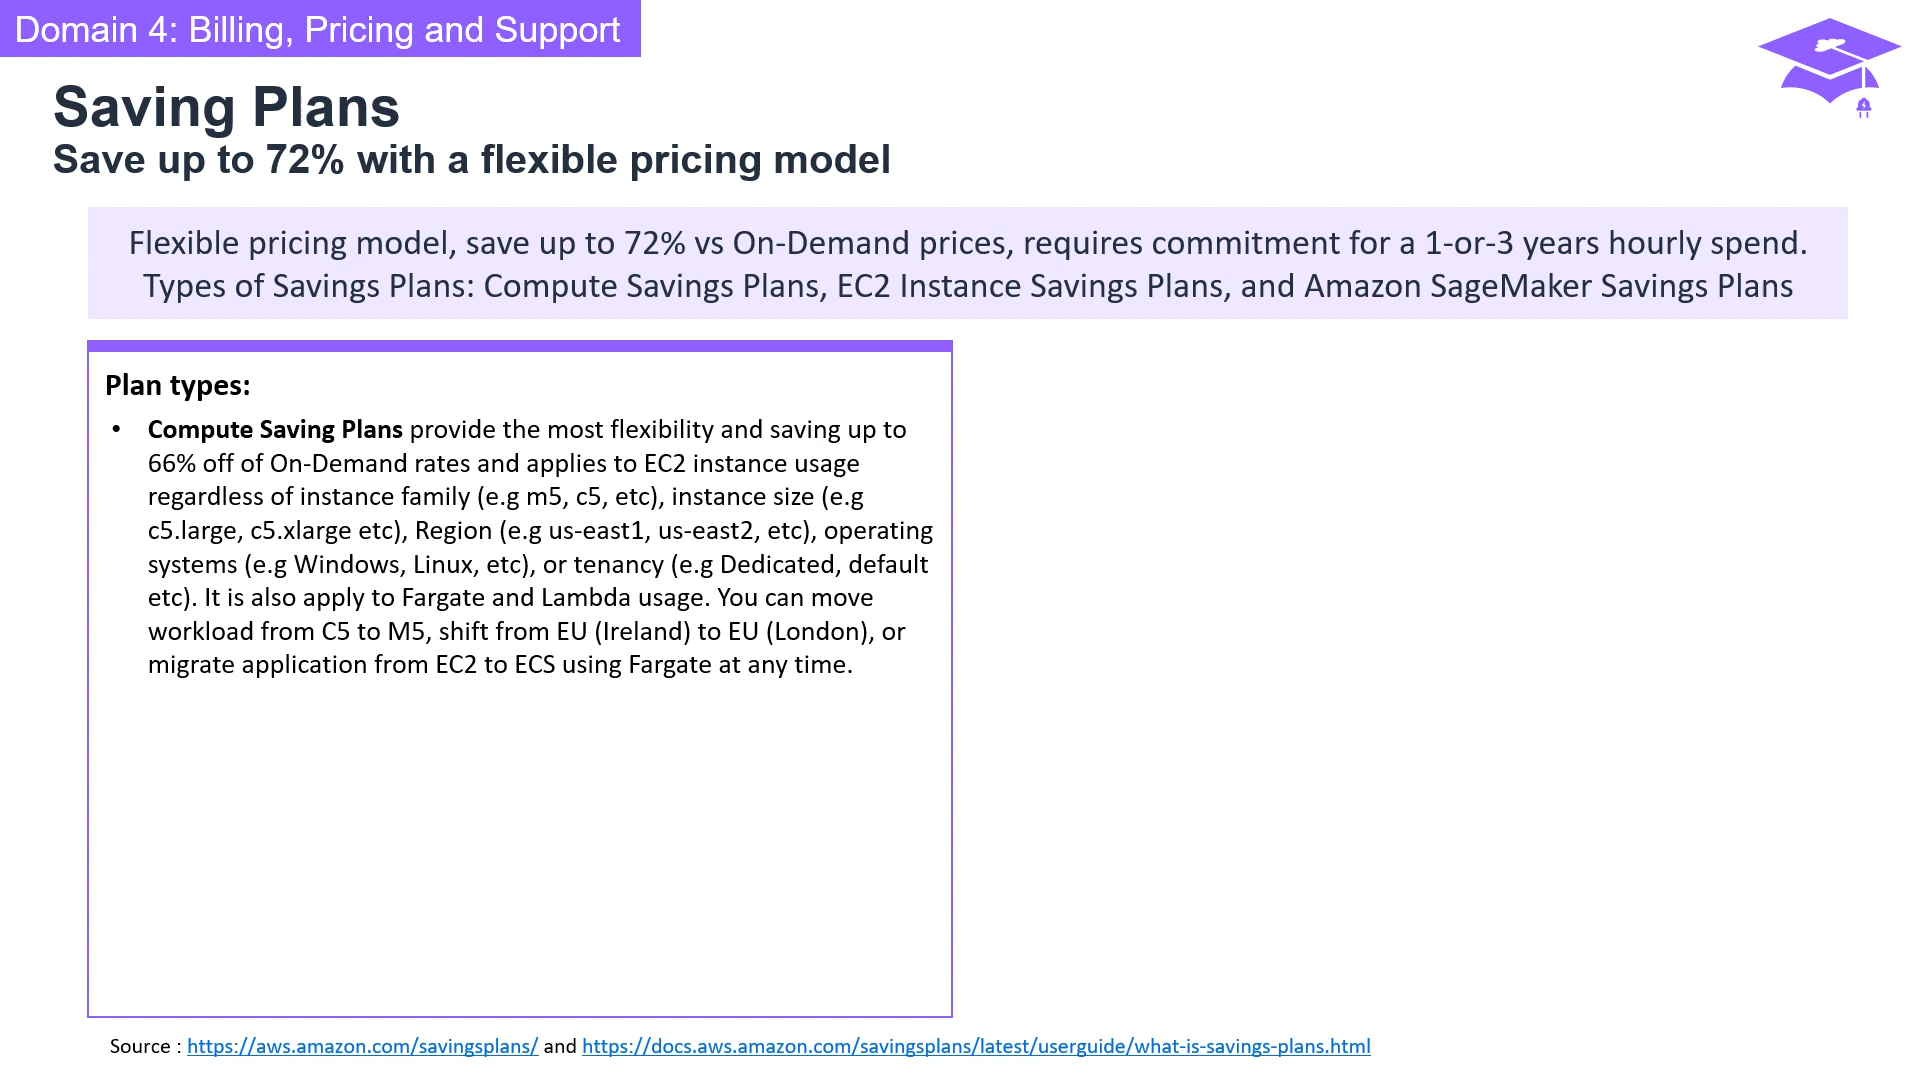 Domain 4: Billing, Pricing and Support
Saving Plans
Save up to 72% with a flexible pricing model
Flexible pricing model, save up to 72% vs On-Demand prices, requires commitment for a 1-or-3 years hourly spend.
Types of Savings Plans: Compute Savings Plans, EC2 Instance Savings Plans, and Amazon SageMaker Savings Plans
Plan types:
• Compute Saving Plans provide the most flexibility and saving up to
66% off of On-Demand rates and applies to EC2 instance usage
regardless of instance family (e.g m5, c5, etc), instance size (e.g
c5.large, c5.xlarge etc), Region (e.g us-east1, us-east2, etc), operating
systems (e.g Windows, Linux, etc), or tenancy (e.g Dedicated, default
etc). It is also apply to Fargate and Lambda usage. You can move
workload from C5 to M5, shift from EU (Ireland) to EU (London), or
migrate application from EC2 to ECS using Fargate at any time.
Source : https://aws.amazon.com/savingsplans/ and https://docs.aws.amazon.com/savingsplans/latest/userguide/what-is-savings-plans.html